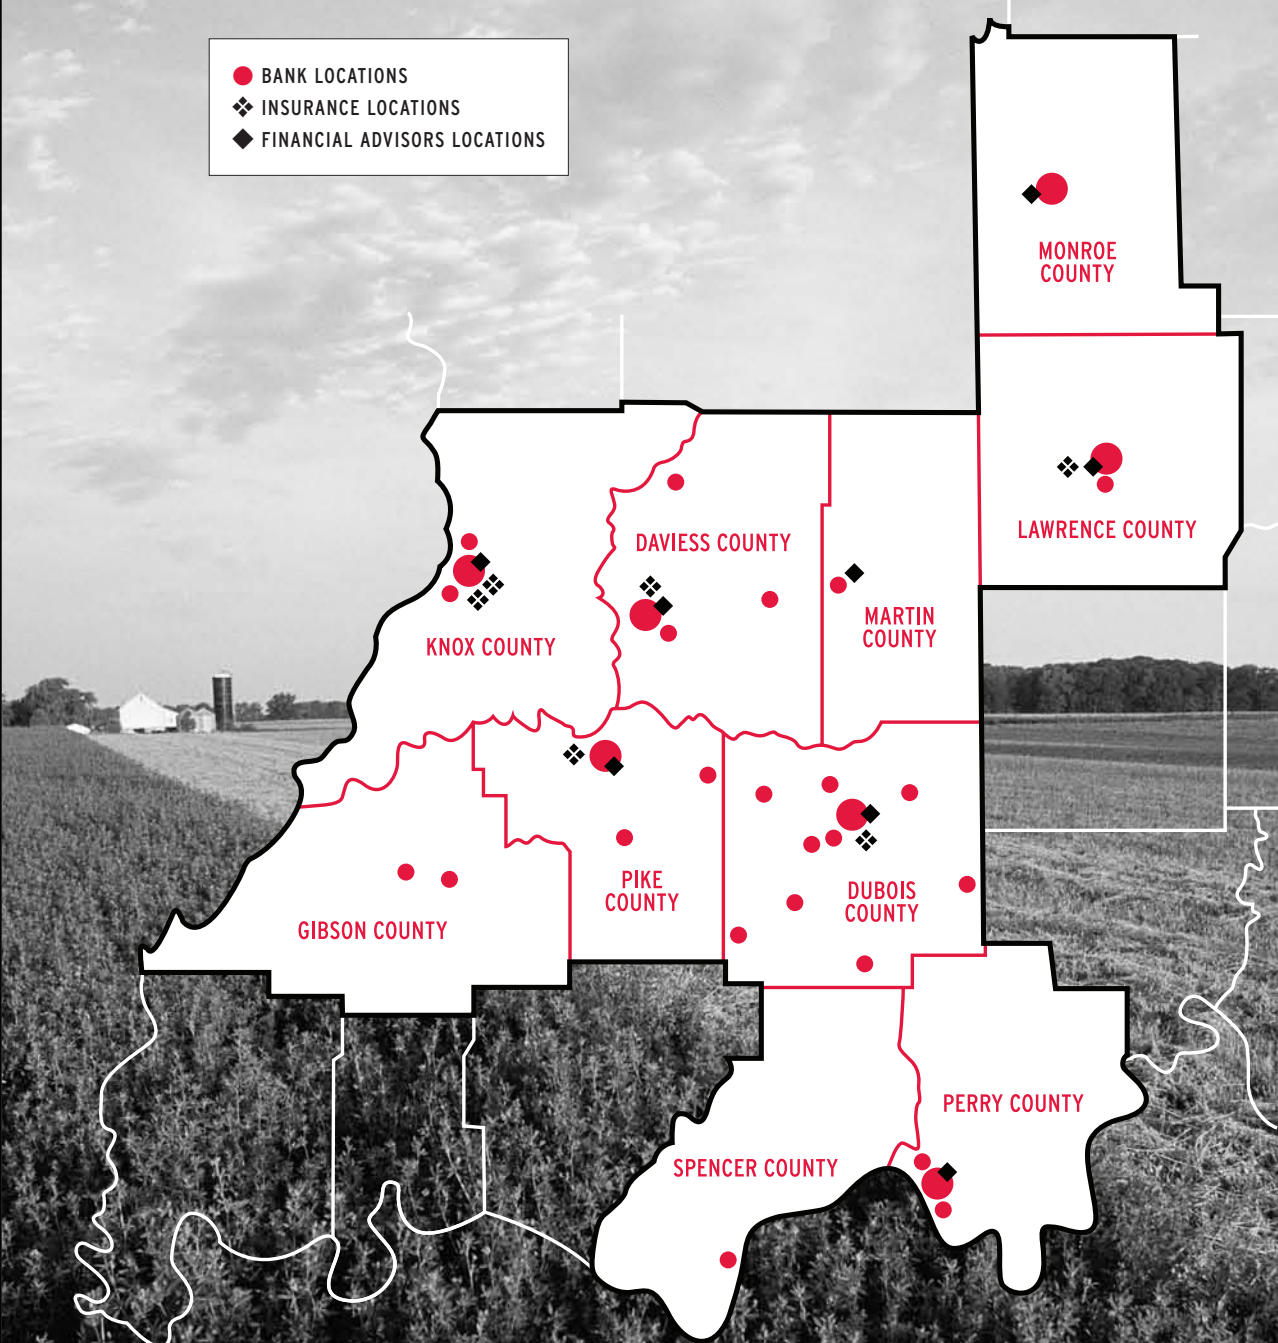 BANK LOCATIONS
INSURANCE LOCATIONS
FINANCIAL ADVISORS LOCATIONS
MONROE
COUNTY
LAWRENCE COUNTY
DAVIESS COUNTY
MARTIN
COUNTY
KNOX COUNTY
PIKE
COUNTY
DUBOIS
COUNTY
GIBSON COUNTY
PERRY COUNTY
SPENCER COUNTY